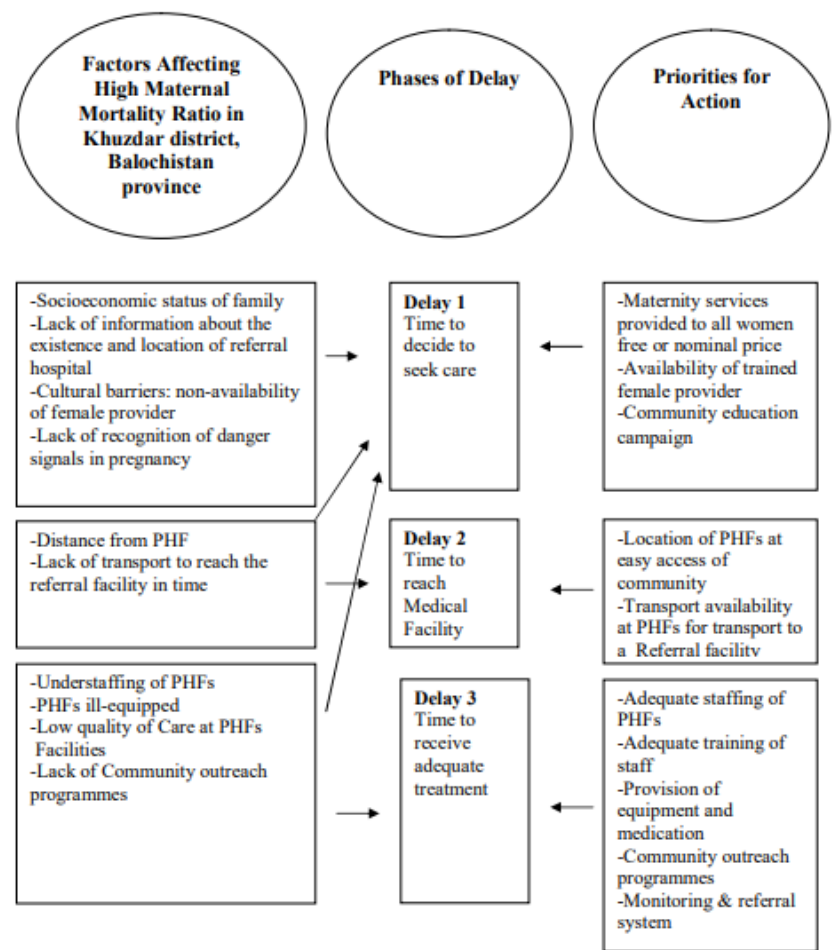 Factors Affecting
High Maternal
Mortality Ratio in
Khuzdar district,
Balochistan
province
Phases of Delay
Priorities for
Action
-Socioeconomic status of family
-Lack of information about the
existence and location of referral
hospital
-Cultural barriers: non-availability
of female provider
-Lack of recognition of danger
signals in pregnancy
Delay 1
Time to
decide to
seek care
-Maternity services
provided to all women
free or nominal price
-Availability of trained
female provider
-Community education
campaign
-Distance from PHF
-Lack of transport to reach the
referral facility in time
Delay 2
Time to
reach
Medical
Facility
-Location of PHFs at
easy access of
community
-Transport availability
at PHFs for transport to
a Referral facility
-Understaffing of PHFs
-PHFs ill-equipped
-Low quality of Care at PHFs
Facilities
-Lack of Community outreach
programmes
Delay 3
Time to
receive
adequate
treatment
-Adequate staffing of
PHFs
-Adequate training of
staff
-Provision of
equipment and
medication
-Community outreach
programmes
-Monitoring & referral
system